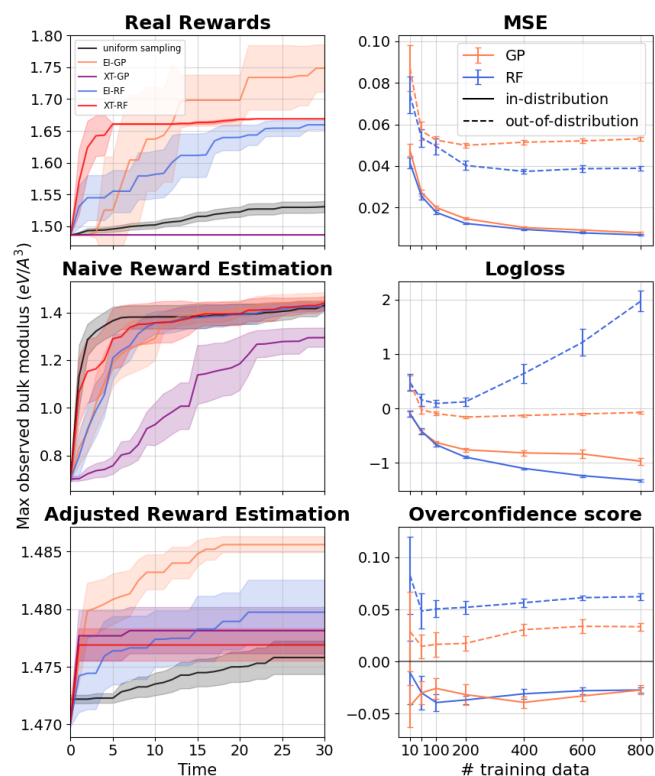 Real Rewards
1.80
1.75
1.70
1.65
1.60
1.55
1.50
uniform sampling
EI-GP
XT-GP
EI-RF
XT-RF
MSE
0.10
0.08
0.06
0.04
0.02
GP
RF
in-distribution
out-of-distribution
Max observed bulk modulus (eV/A^3)
Naive Reward Estimation
1.4
1.2
1.0
0.8
Logloss
2
1
0
−1
Adjusted Reward Estimation
1.485
1.480
1.475
1.470
0 5 10 15 20 25 30
Time
Overconfidence score
0.10
0.05
0.00
−0.05
10 100 200 400 600 800
# training data